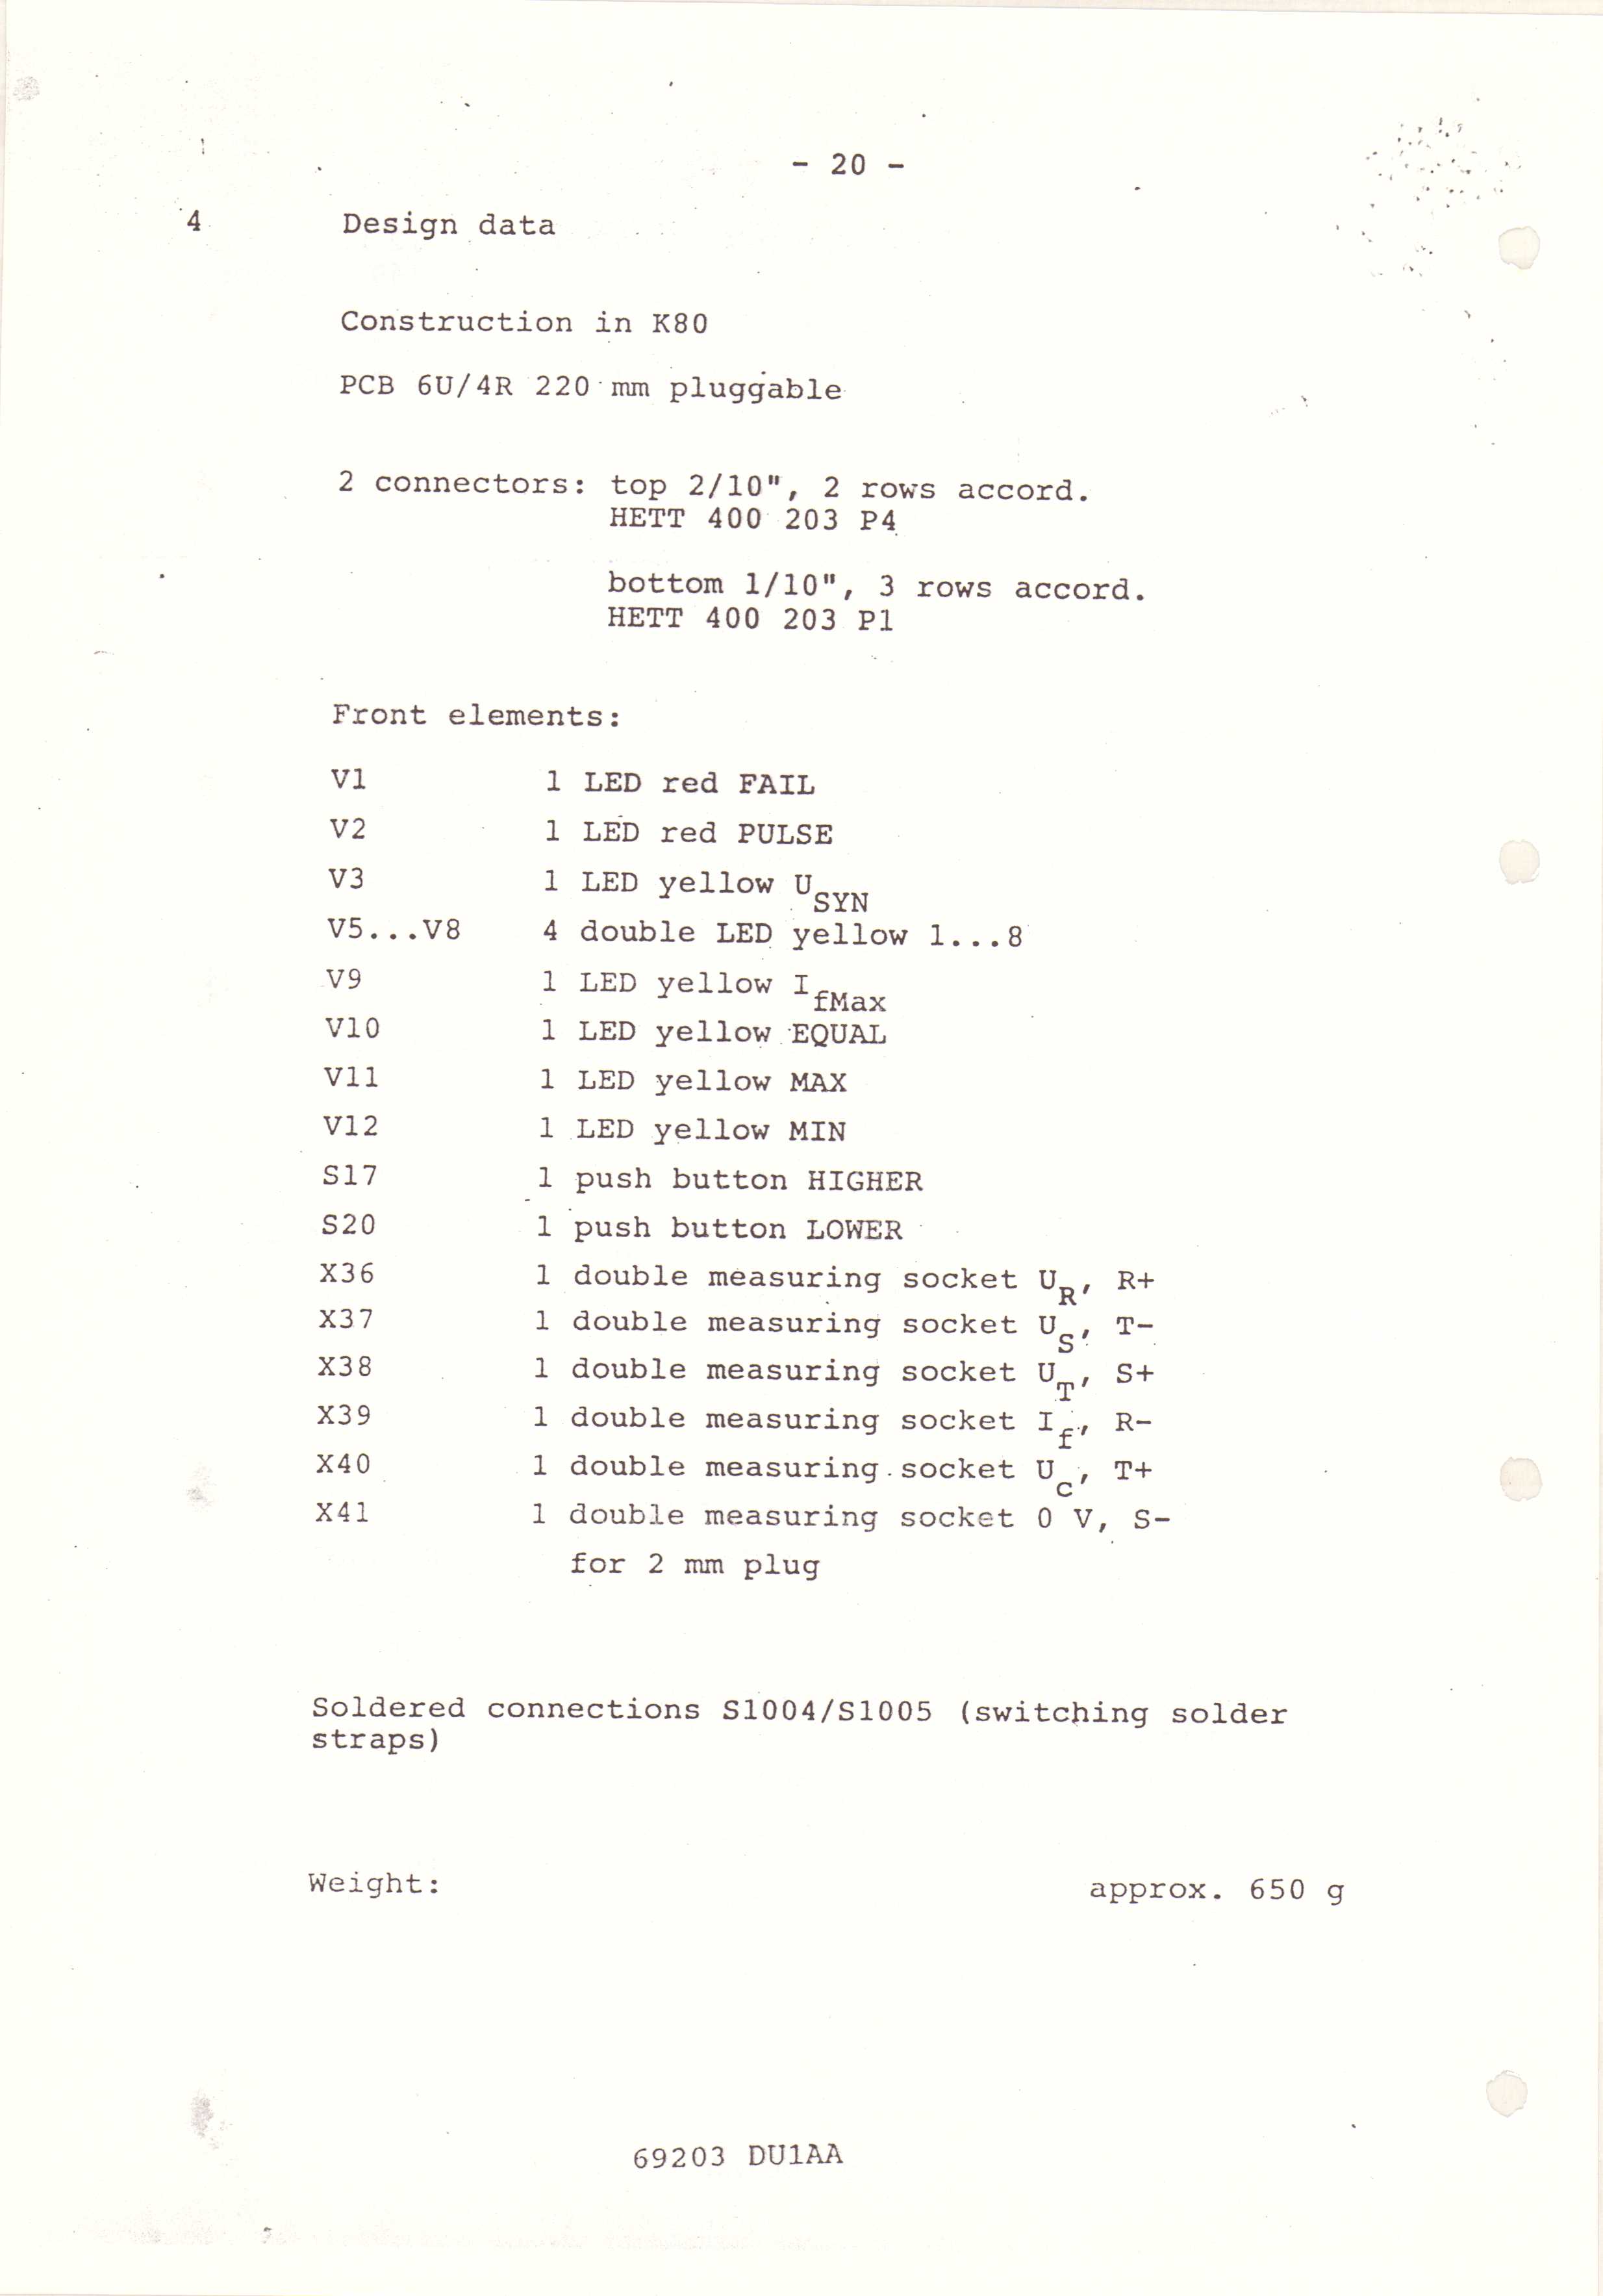 - 20 -
4 Design data
Construction in K80
PCB 6U/4R 220 mm pluggable
2 connectors: top 2/10", 2 rows accord.
HETT 400 203 P4
bottom 1/10", 3 rows accord.
HETT 400 203 P1
Front elements:
V1 1 LED red FAIL
V2 1 LED red PULSE
V3 1 LED yellow U_SYN
V5...V8 4 double LED yellow 1...8
V9 1 LED yellow I_fMax
V10 1 LED yellow EQUAL
V11 1 LED yellow MAX
V12 1 LED yellow MIN
S17 1 push button HIGHER
S20 1 push button LOWER
X36 1 double measuring socket U_R, R+
X37 1 double measuring socket U_S, T-
X38 1 double measuring socket U_T, S+
X39 1 double measuring socket I_f, R-
X40 1 double measuring socket U_c, T+
X41 1 double measuring socket 0 V, S-
for 2 mm plug
Soldered connections S1004/S1005 (switching solder
straps)
Weight: approx. 650 g
69203 DU1AA